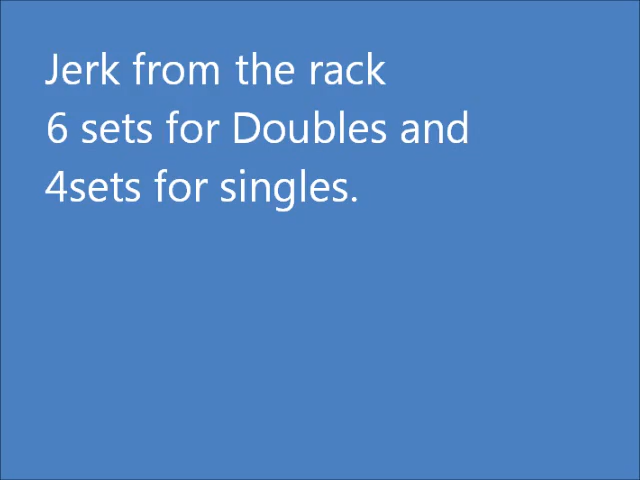 Jerk from the rack
6 sets for Doubles and
4sets for singles.